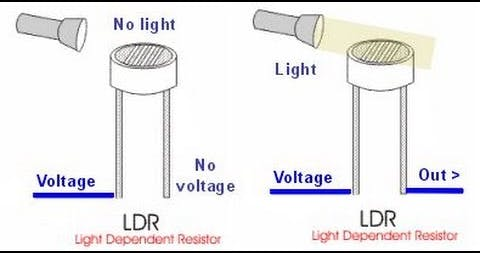 No light
No
voltage
Voltage
LDR
Light Dependent Resistor
Light
Voltage
Out >
LDR
Light Dependent Resistor